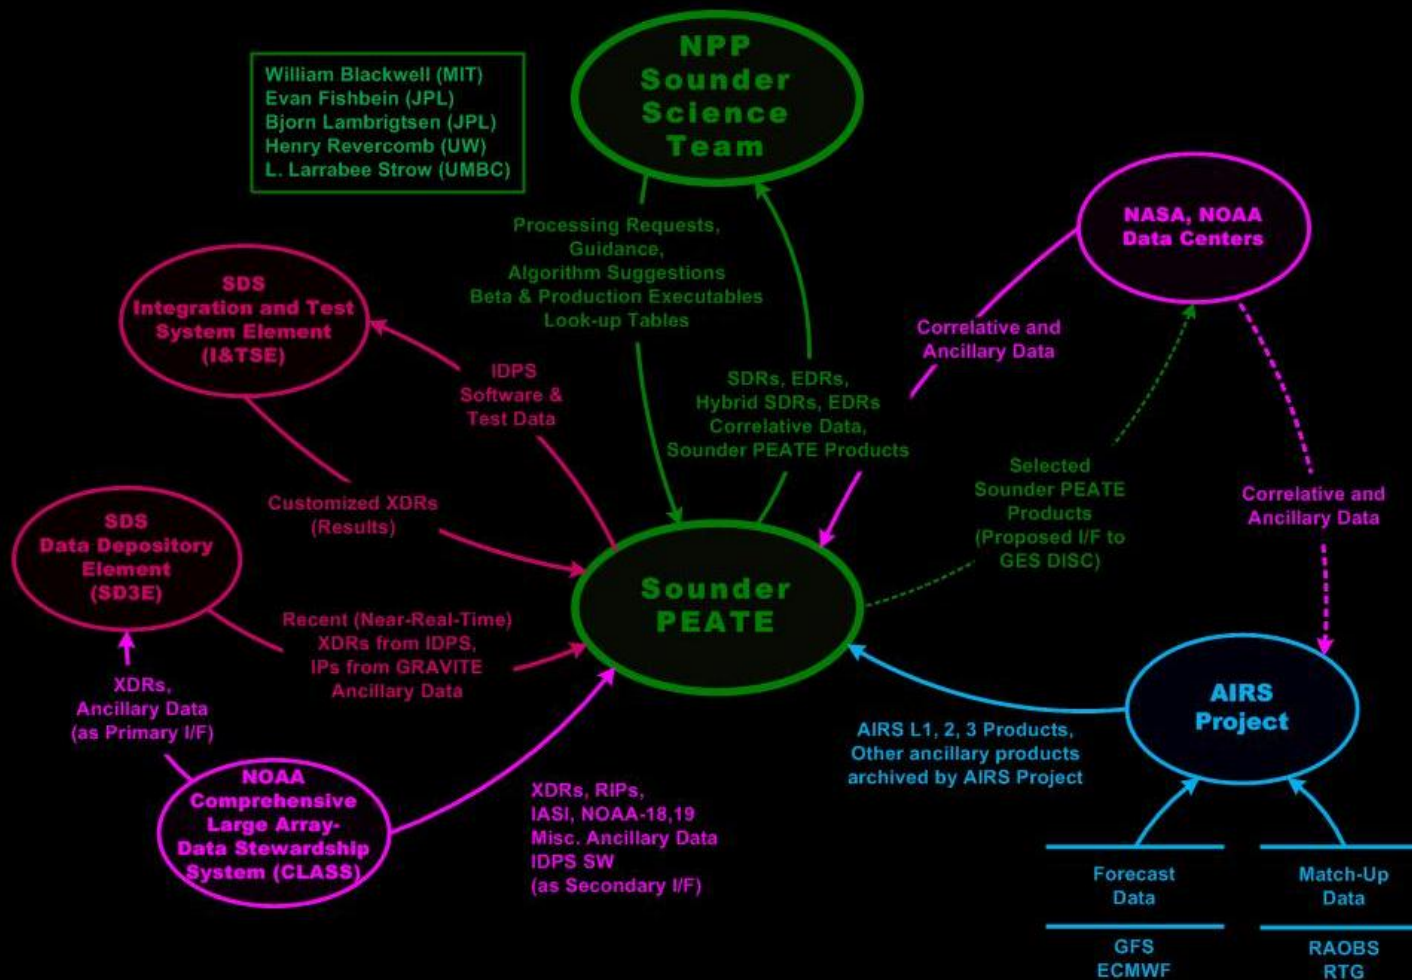 NPP
Sounder
Science
Team
William Blackwell (MIT)
Evan Fishbein (JPL)
Bjorn Lambrigtsen (JPL)
Henry Revercomb (UW)
L. Larrabee Strow (UMBC)
NASA, NOAA
Data Centers
Processing Requests,
Guidance,
Algorithm Suggestions
Beta & Production Executables
Look-up Tables
SDS
Integration and Test
System Element
(I&TSE)
Correlative and
Ancillary Data
IDPS
Software &
Test Data
SDRs, EDRs,
Hybrid SDRs, EDRs
Correlative Data,
Sounder PEATE Products
Selected
Sounder PEATE
Products
(Proposed I/F to
GES DISC)
Correlative and
Ancillary Data
Customized XDRs
(Results)
SDS
Data Depository
Element
(SD3E)
Sounder
PEATE
Recent (Near-Real-Time)
XDRs from IDPS,
IPs from GRAVITE
Ancillary Data
XDRs,
Ancillary Data
(as Primary I/F)
AIRS
Project
AIRS L1, 2, 3 Products,
Other ancillary products
archived by AIRS Project
NOAA
Comprehensive
Large Array-
Data Stewardship
System (CLASS)
XDRs, RIPs,
IASI, NOAA-18,19
Misc. Ancillary Data
IDPS SW
(as Secondary I/F)
Forecast
Data
GFS
ECMWF
Match-Up
Data
RAOBS
RTG